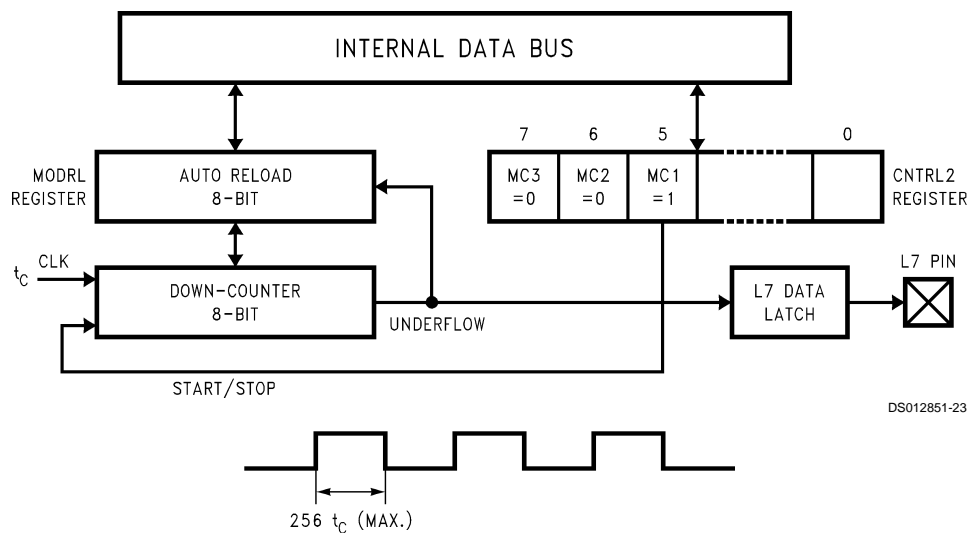 INTERNAL DATA BUS
7 6 5 0
MODRL
REGISTER
AUTO RELOAD
8-BIT
MC3
=0
MC2
=0
MC1
=1
CNTRL2
REGISTER
tC CLK
DOWN-COUNTER
8-BIT
UNDERFLOW
L7 DATA
LATCH
L7 PIN
START/STOP
DS012851-23
256 tC (MAX.)